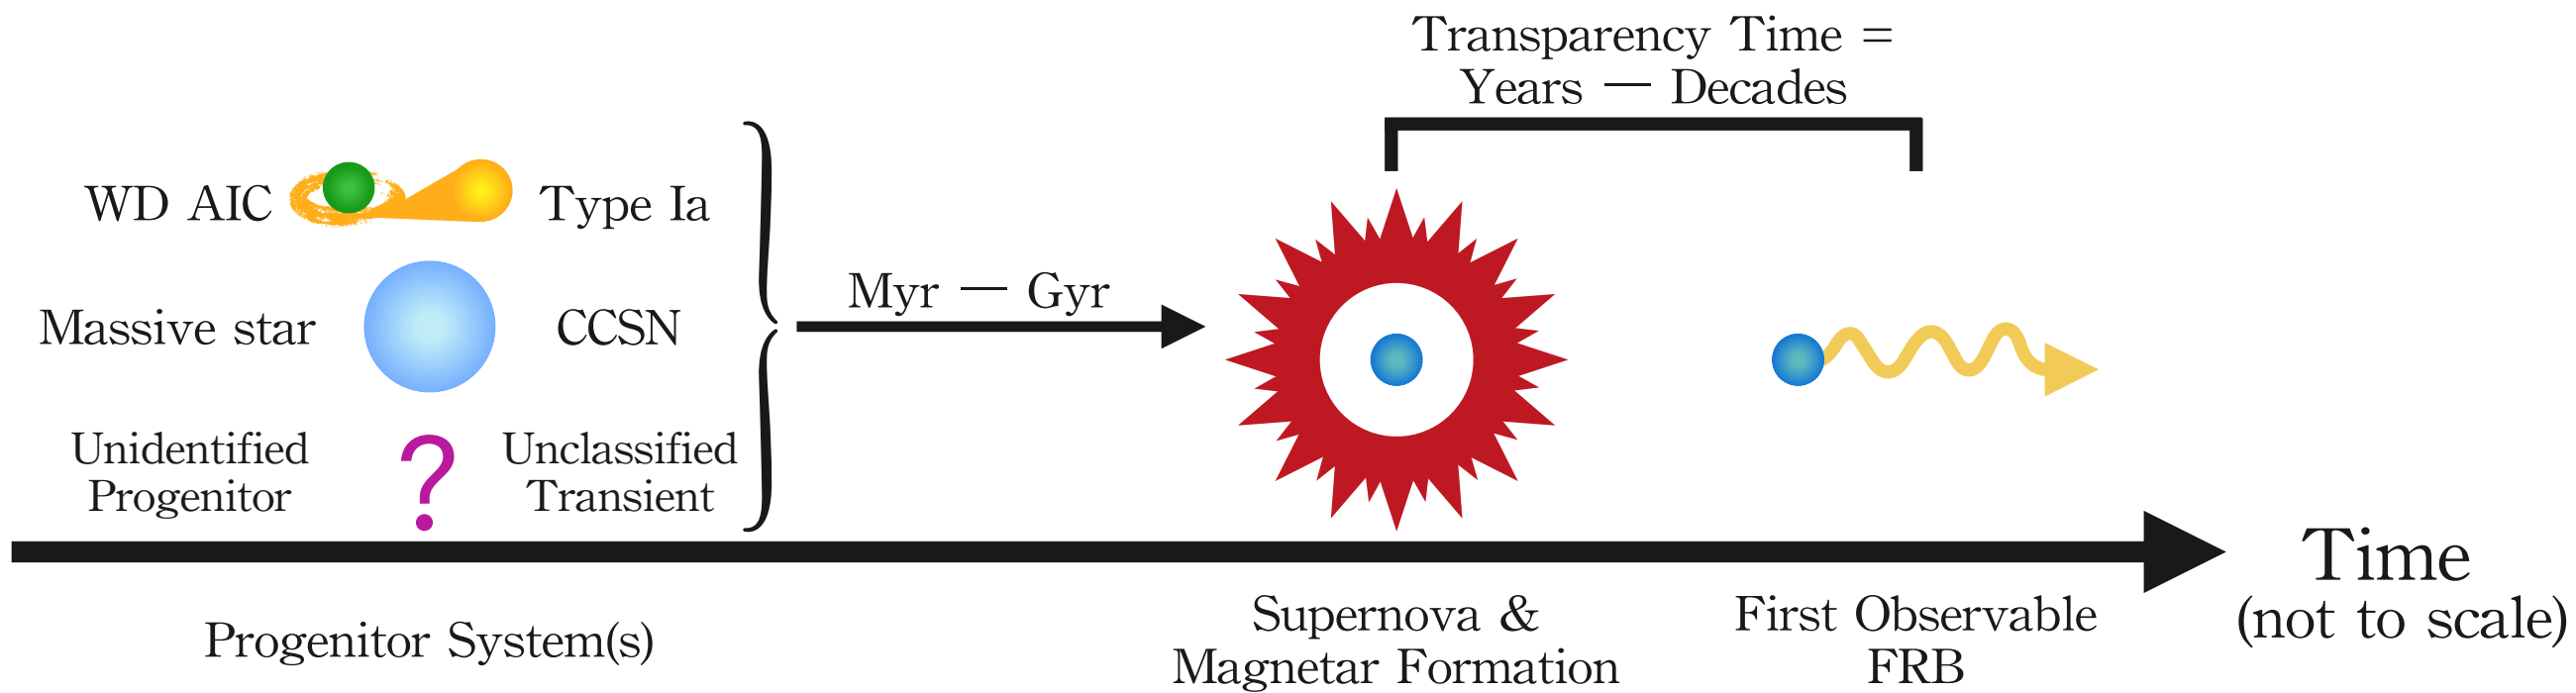 Transparency Time =
Years — Decades
WD AIC
Type Ia
Myr — Gyr
Massive star
CCSN
Unidentified
Progenitor
?
Unclassified
Transient
Progenitor System(s)
Supernova &
Magnetar Formation
First Observable
FRB
Time
(not to scale)